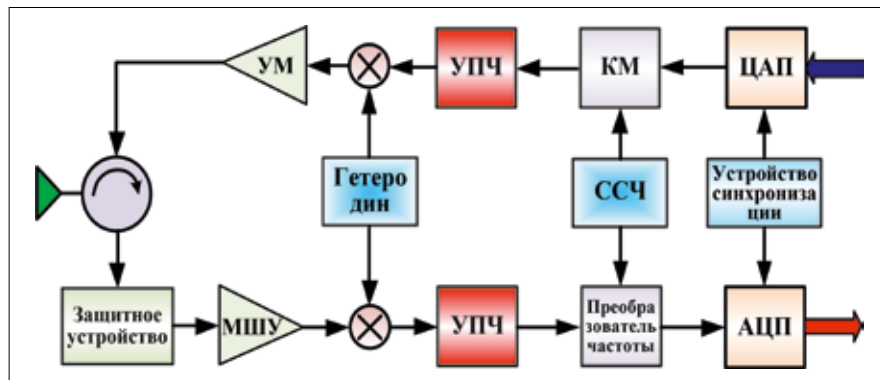 УМ
УПЧ
КМ
ЦАП
Гетеро
дин
ССЧ
Устройство
синхрониза
ции
Защитное
устройство
МШУ
УПЧ
Преобра
зователь
частоты
АЦП